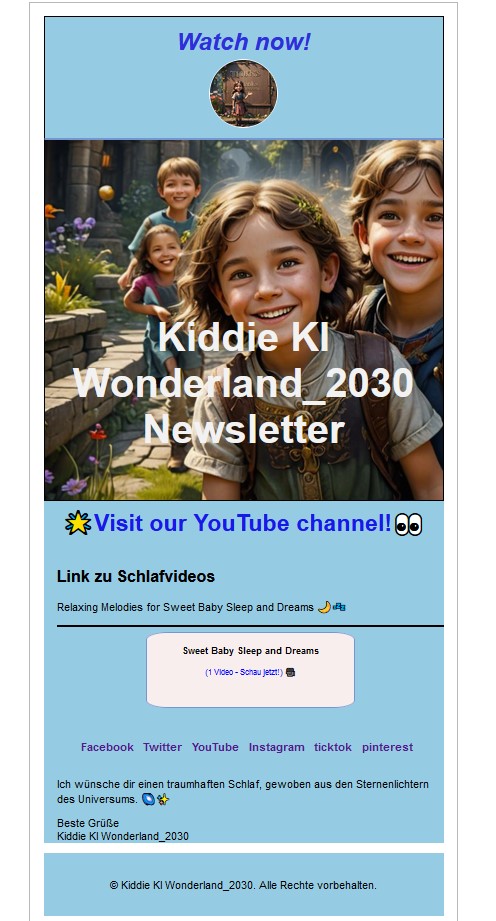 Watch now!
Kiddie KI
Wonderland_2030
Newsletter
🌟Visit our YouTube channel!👀
Link zu Schlafvideos
Relaxing Melodies for Sweet Baby Sleep and Dreams 🌙💤
Sweet Baby Sleep and Dreams
(1 Video - Schau jetzt!)
Facebook Twitter YouTube Instagram ticktok pinterest
Ich wünsche dir einen traumhaften Schlaf, gewoben aus den Sternenlichtern
des Universums. 🌌✨
Beste Grüße
Kiddie KI Wonderland_2030
© Kiddie KI Wonderland_2030. Alle Rechte vorbehalten.